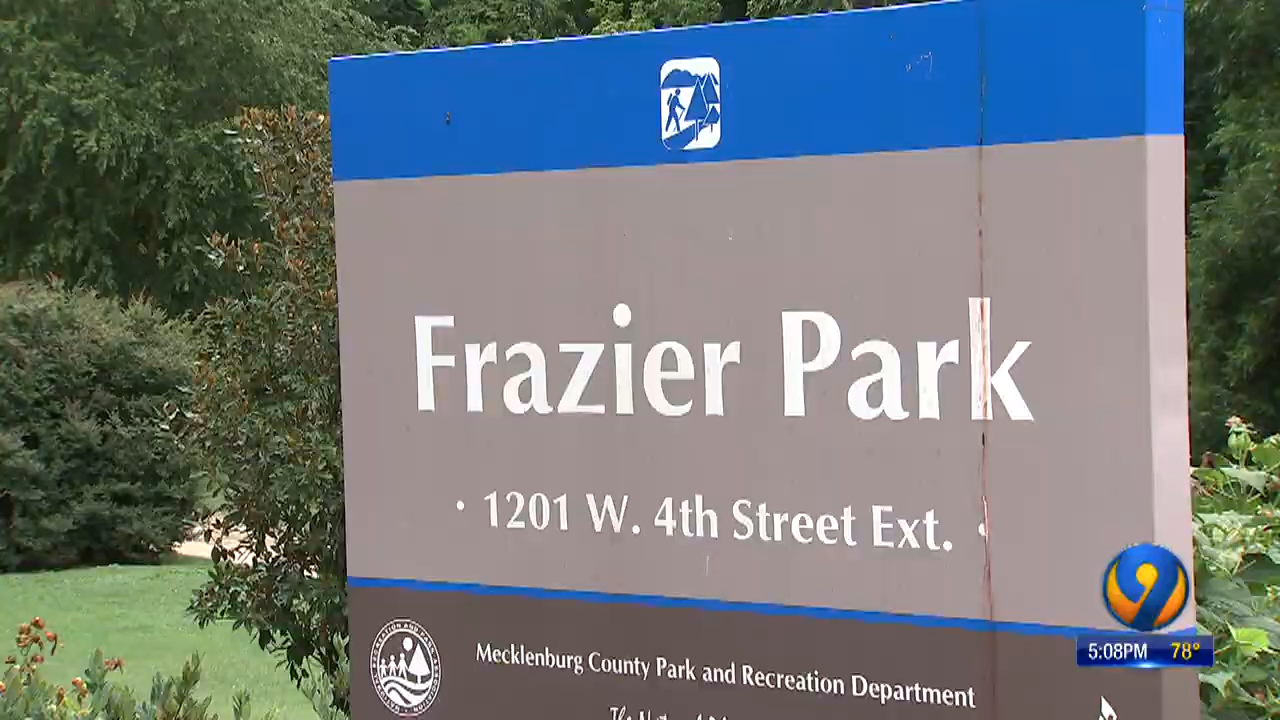 Frazier Park
· 1201 W. 4th Street Ext. ·
Mecklenburg County Park and Recreation Department
9
5:08PM 78°